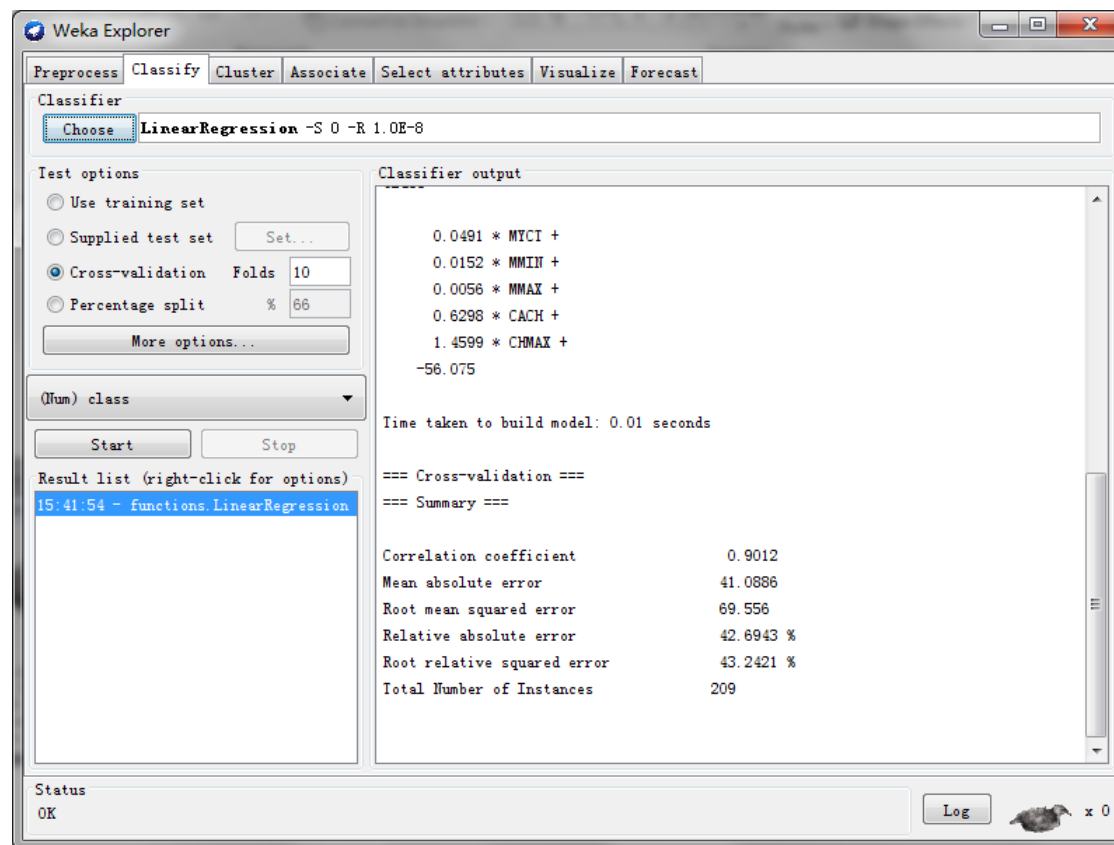 Weka Explorer
Preprocess Classify Cluster Associate Select attributes Visualize Forecast
Classifier
Choose LinearRegression -S 0 -R 1.0E-8
Test options
Use training set
Supplied test set Set...
Cross-validation Folds 10
Percentage split % 66
More options...
(Num) class
Start Stop
Result list (right-click for options)
15:41:54 - functions.LinearRegression
Classifier output
0.0491 * MYCT +
0.0152 * MMIN +
0.0056 * MMAX +
0.6298 * CACH +
1.4599 * CHMAX +
-56.075
Time taken to build model: 0.01 seconds
=== Cross-validation ===
=== Summary ===
Correlation coefficient 0.9012
Mean absolute error 41.0886
Root mean squared error 69.556
Relative absolute error 42.6943 %
Root relative squared error 43.2421 %
Total Number of Instances 209
Status
OK
Log x 0